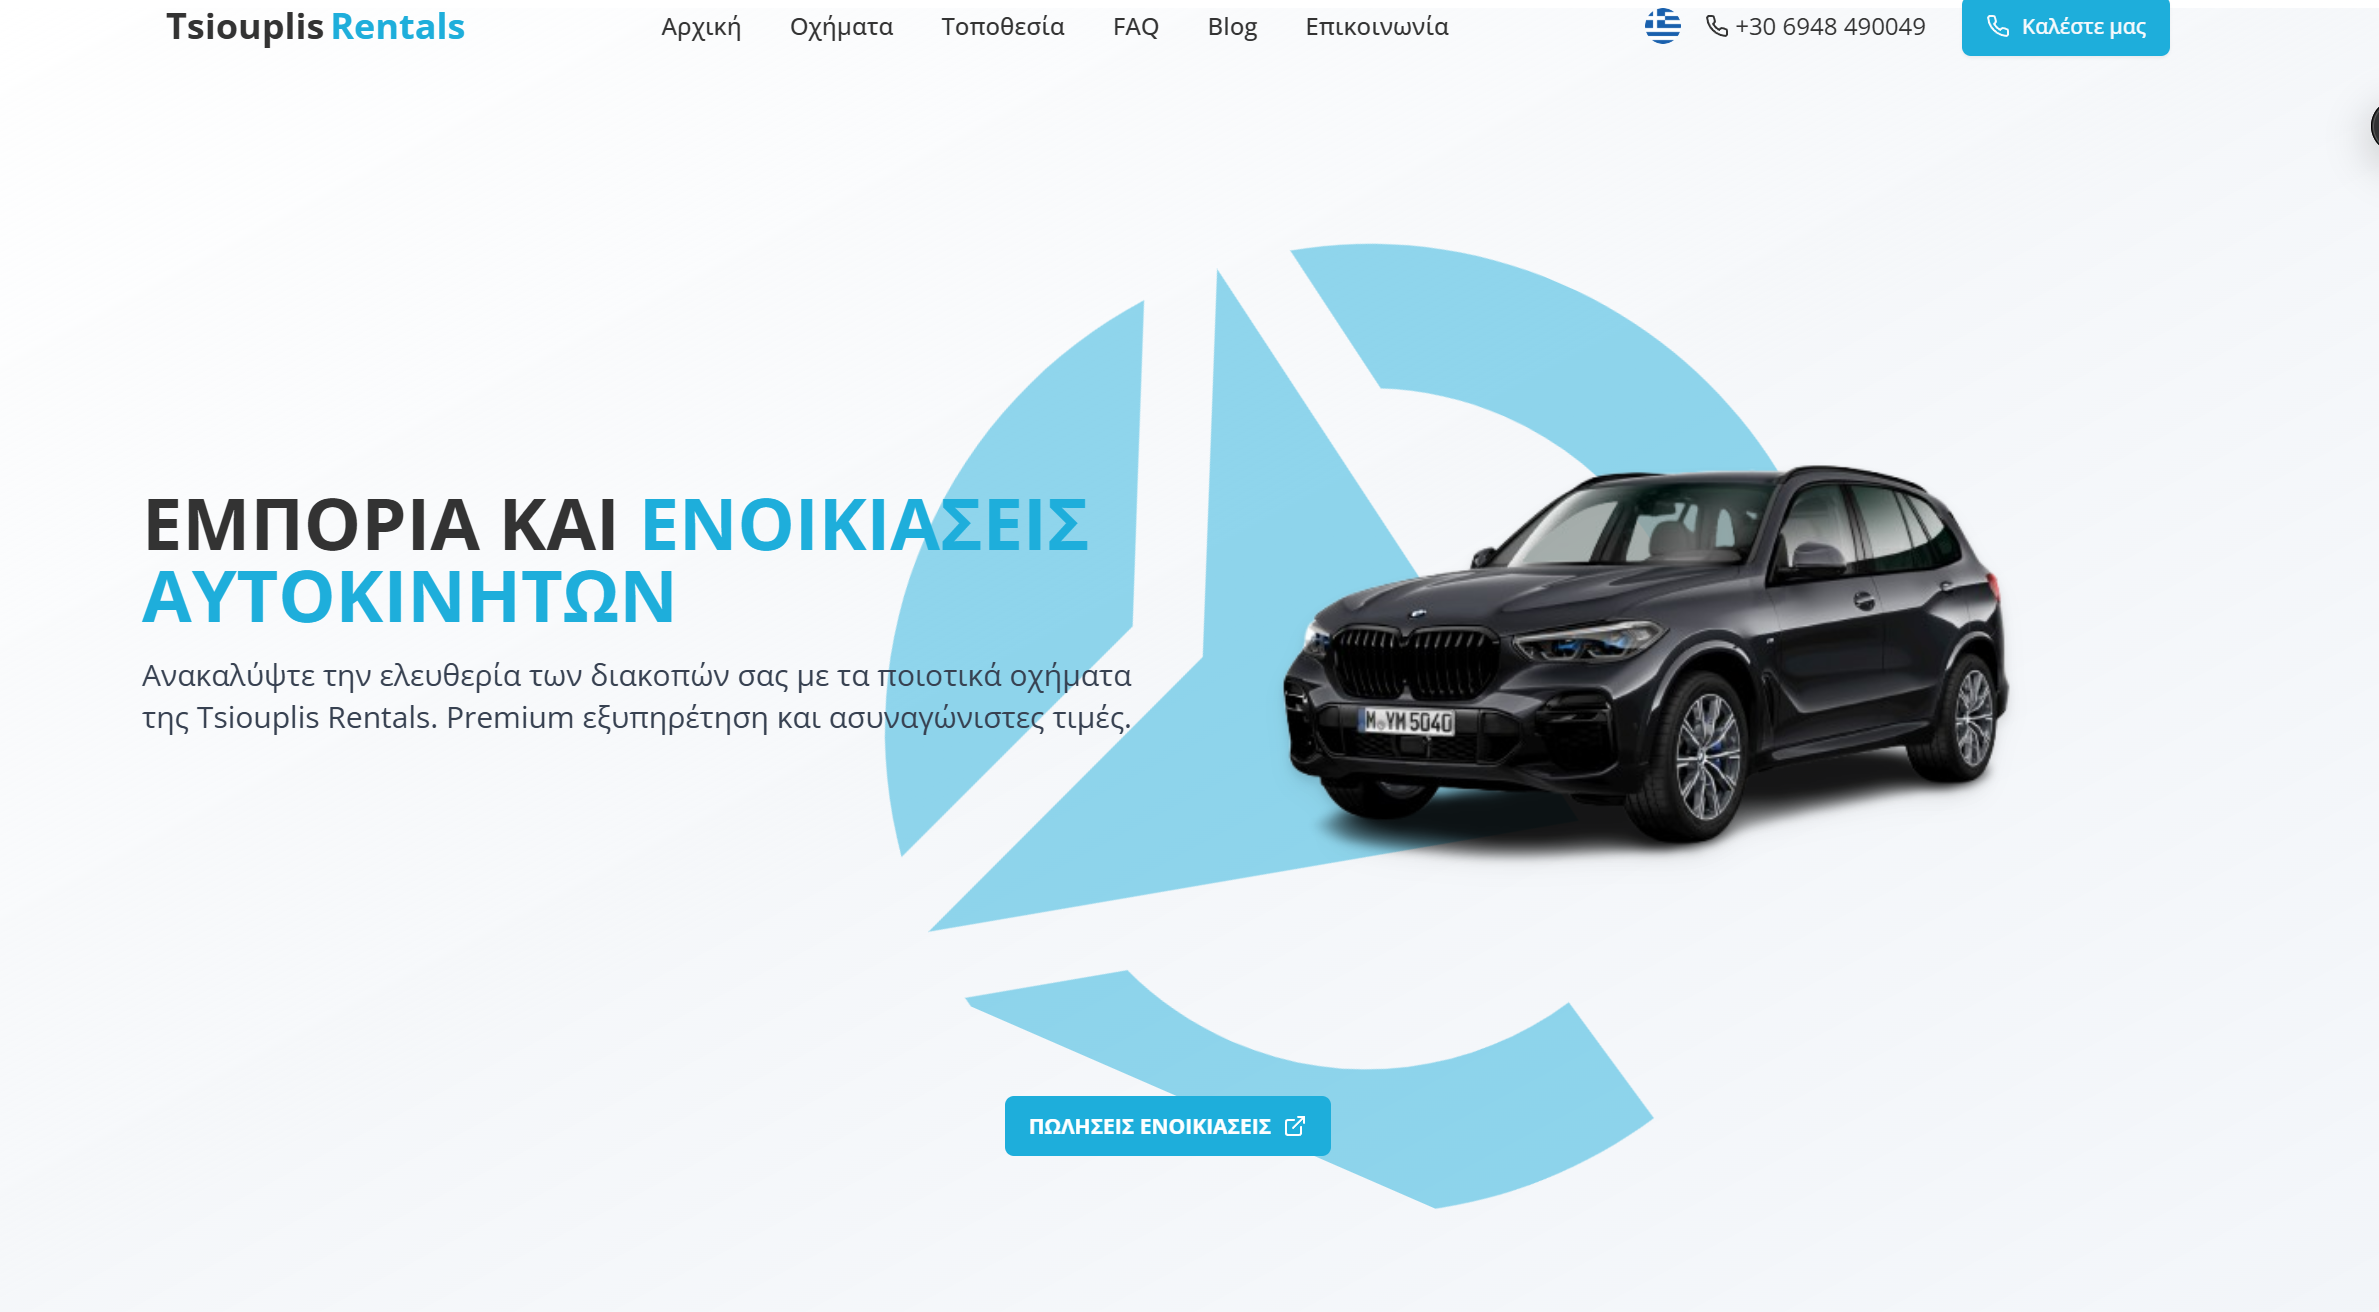 Tsiouplis Rentals
Αρχική Οχήματα Τοποθεσία FAQ Blog Επικοινωνία
+30 6948 490049
Καλέστε μας
ΕΜΠΟΡΙΑ ΚΑΙ ΕΝΟΙΚΙΑΣΕΙΣ
ΑΥΤΟΚΙΝΗΤΩΝ
Ανακαλύψτε την ελευθερία των διακοπών σας με τα ποιοτικά οχήματα
της Tsiouplis Rentals. Premium εξυπηρέτηση και ασυναγώνιστες τιμές.
M YM 5040
ΠΩΛΗΣΕΙΣ ΕΝΟΙΚΙΑΣΕΙΣ